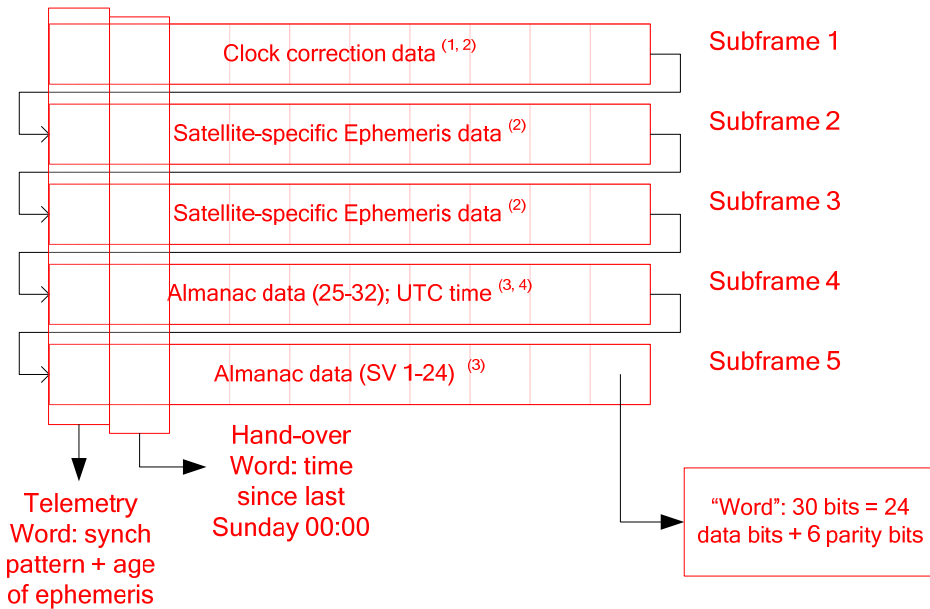 Clock correction data (1, 2)
Subframe 1
Satellite-specific Ephemeris data (2)
Subframe 2
Satellite-specific Ephemeris data (2)
Subframe 3
Almanac data (25-32); UTC time (3, 4)
Subframe 4
Almanac data (SV 1-24) (3)
Subframe 5
Telemetry
Word: synch
pattern + age
of ephemeris
Hand-over
Word: time
since last
Sunday 00:00
“Word”: 30 bits = 24
data bits + 6 parity bits